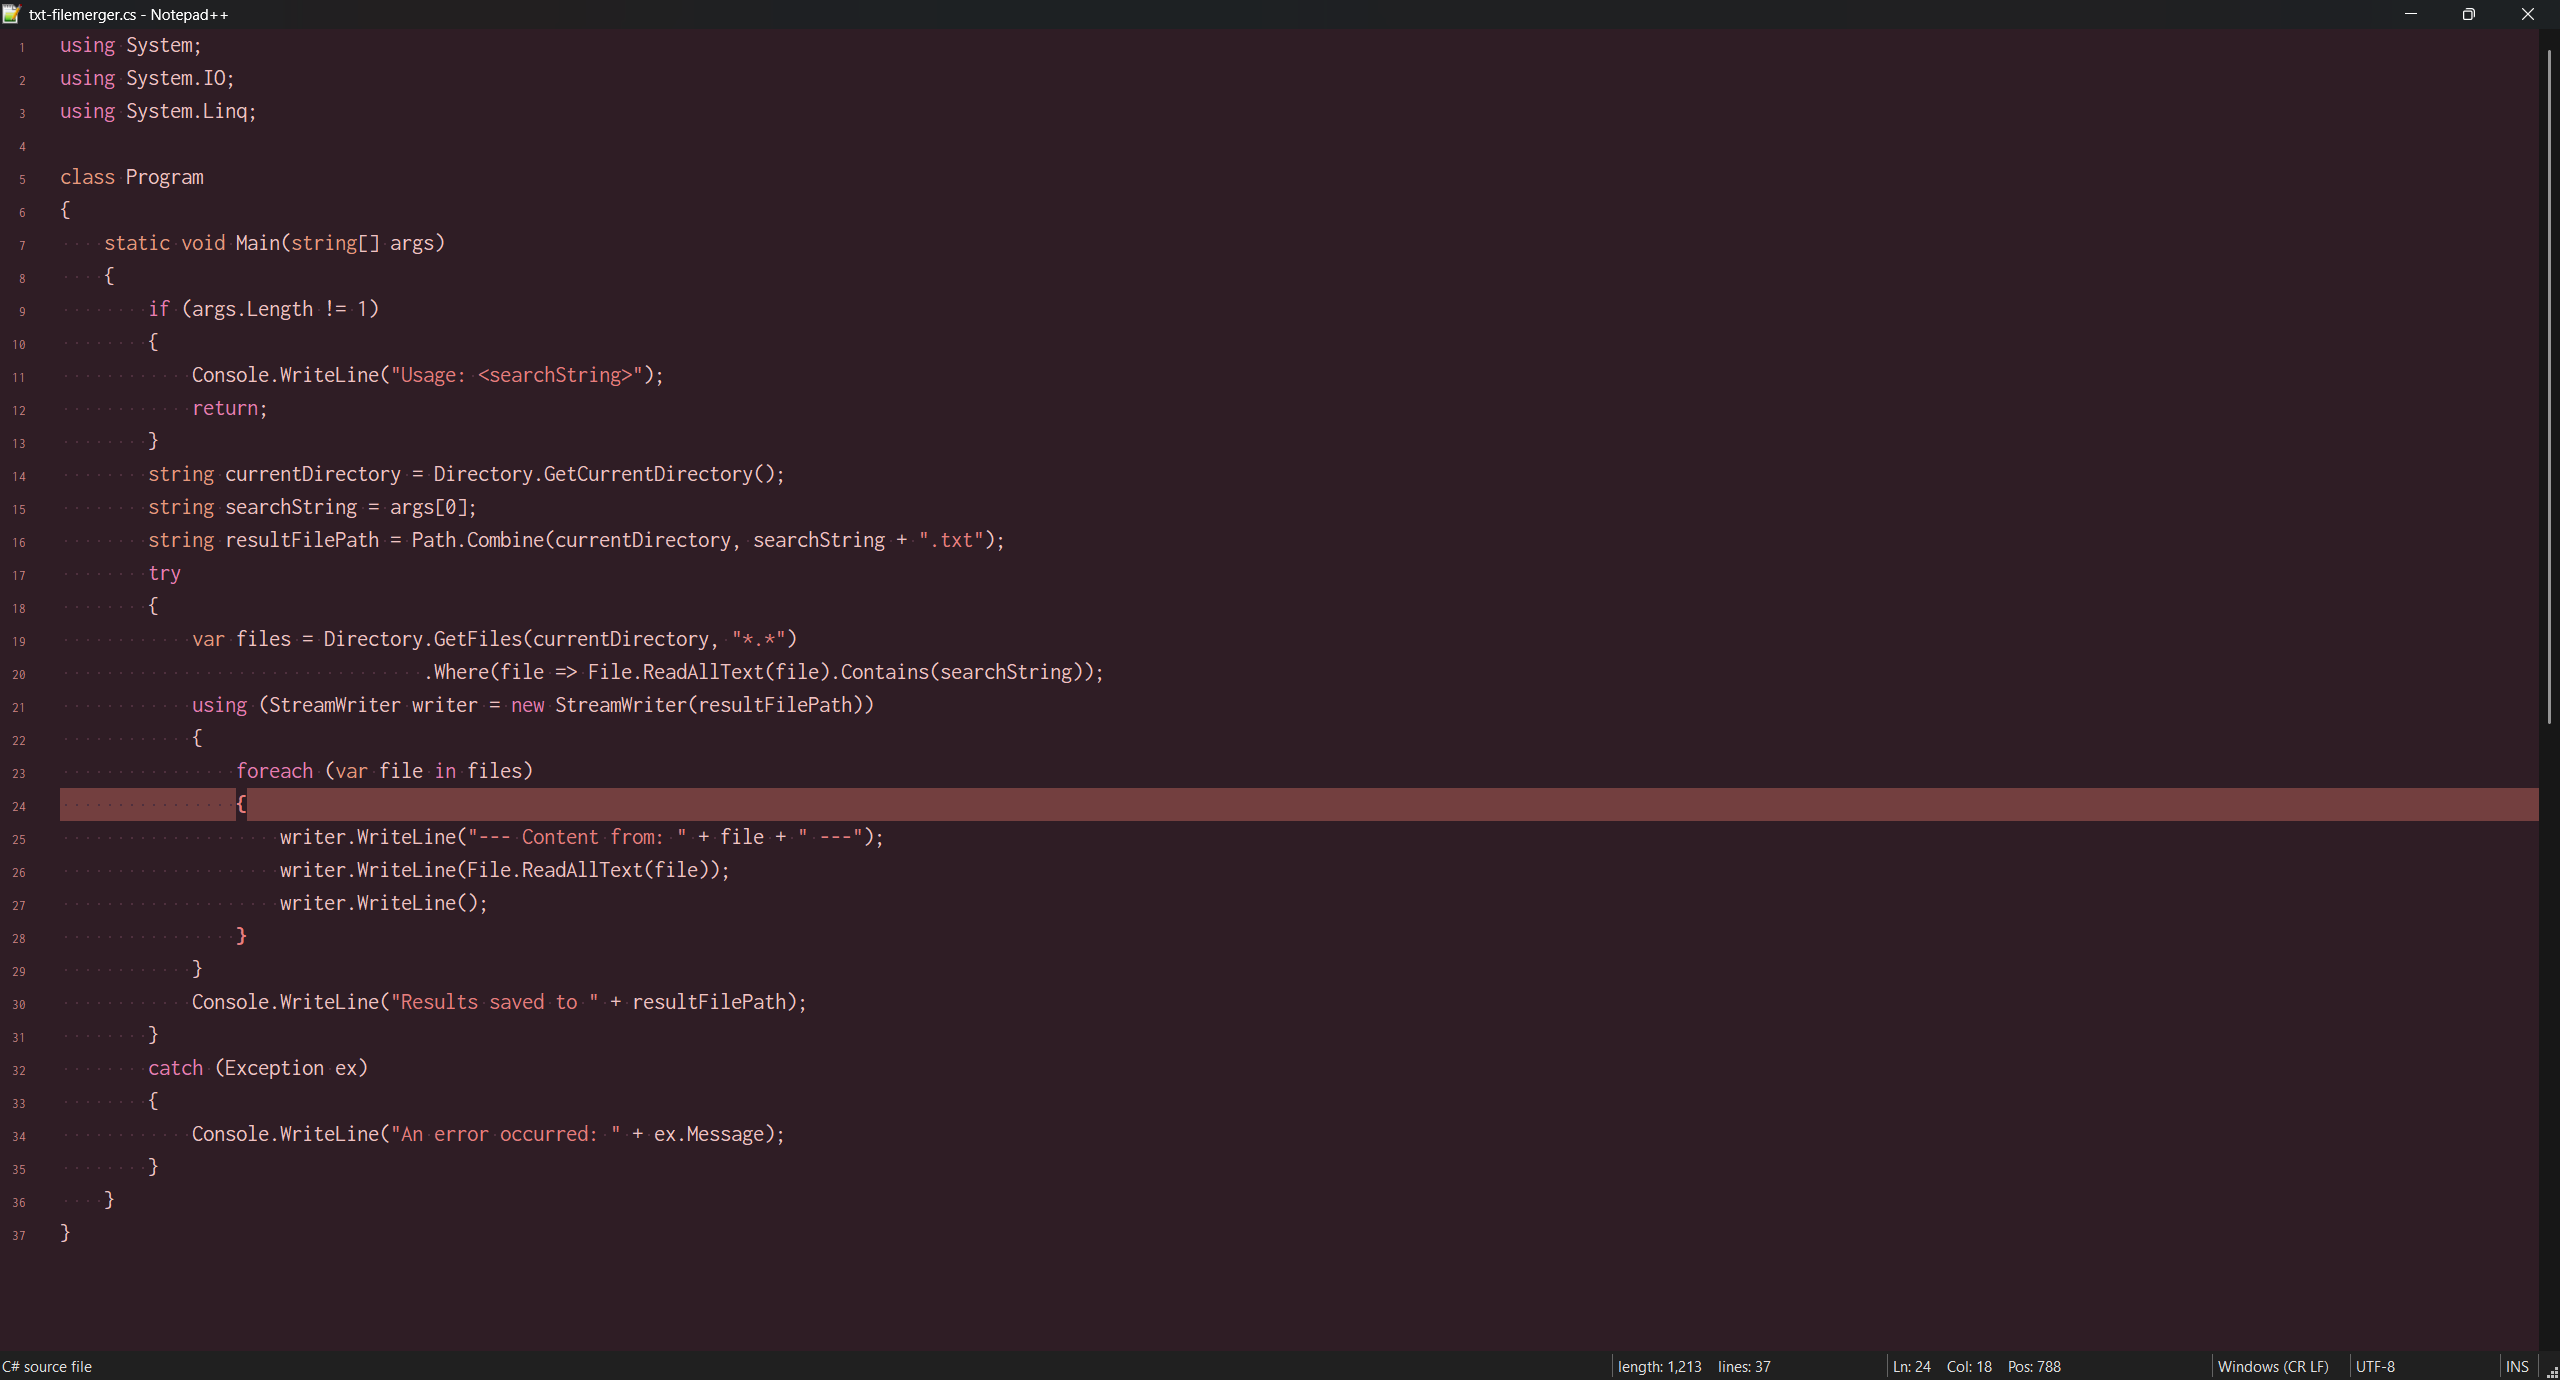 txt-filemerger.cs - Notepad++
1 using System;
2 using System.IO;
3 using System.Linq;
4
5 class Program
6 {
7     static void Main(string[] args)
8     {
9         if (args.Length != 1)
10         {
11             Console.WriteLine("Usage: <searchString>");
12             return;
13         }
14         string currentDirectory = Directory.GetCurrentDirectory();
15         string searchString = args[0];
16         string resultFilePath = Path.Combine(currentDirectory, searchString + ".txt");
17         try
18         {
19             var files = Directory.GetFiles(currentDirectory, "*.*")
20                                  .Where(file => File.ReadAllText(file).Contains(searchString));
21             using (StreamWriter writer = new StreamWriter(resultFilePath))
22             {
23                 foreach (var file in files)
24                 {
25                     writer.WriteLine("--- Content from: " + file + " ---");
26                     writer.WriteLine(File.ReadAllText(file));
27                     writer.WriteLine();
28                 }
29             }
30             Console.WriteLine("Results saved to " + resultFilePath);
31         }
32         catch (Exception ex)
33         {
34             Console.WriteLine("An error occurred: " + ex.Message);
35         }
36     }
37 }
C# source file length: 1,213 lines: 37 Ln: 24 Col: 18 Pos: 788 Windows (CR LF) UTF-8 INS